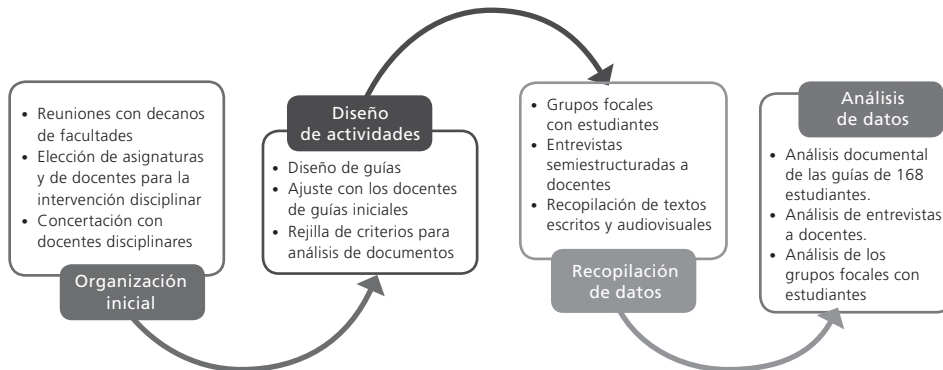 • Reuniones con decanos
de facultades
• Elección de asignaturas
y de docentes para la
intervención disciplinar
• Concertación con
docentes disciplinares
Organización
inicial
Diseño
de actividades
• Diseño de guías
• Ajuste con los docentes
de guías iniciales
• Rejilla de criterios para
análisis de documentos
• Grupos focales
con estudiantes
• Entrevistas
semiestructuradas a
docentes
• Recopilación de textos
escritos y audiovisuales
Recopilación
de datos
Análisis
de datos
• Análisis documental
de las guías de 168
estudiantes.
• Análisis de entrevistas
a docentes.
• Análisis de los
grupos focales con
estudiantes